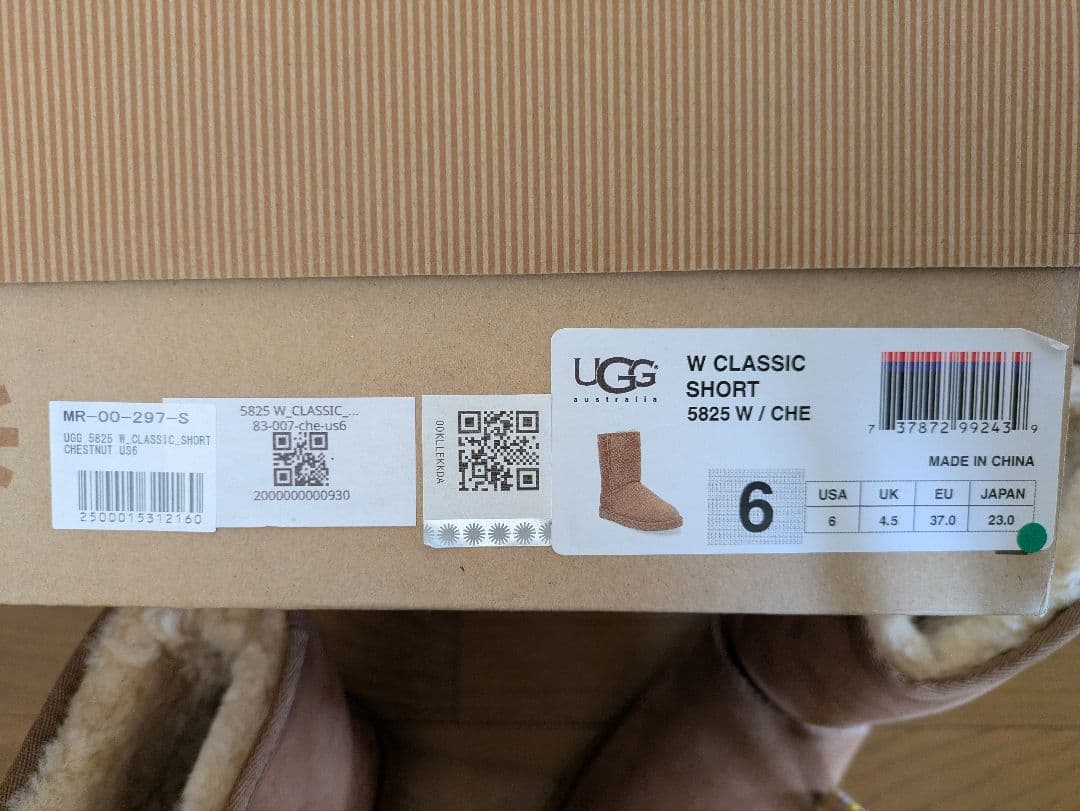 MR-00-297-S
UGG 5825 W_CLASSIC_SHORT
CHESTNUT US6
2500015312160
5825 W_CLASSIC_...
83-007-che-us6
2000000000930
00KLLEKKDA
UGG®
australia
W CLASSIC
SHORT
5825 W / CHE
7 37872 99243 9
MADE IN CHINA
6
USA UK EU JAPAN
6 4.5 37.0 23.0